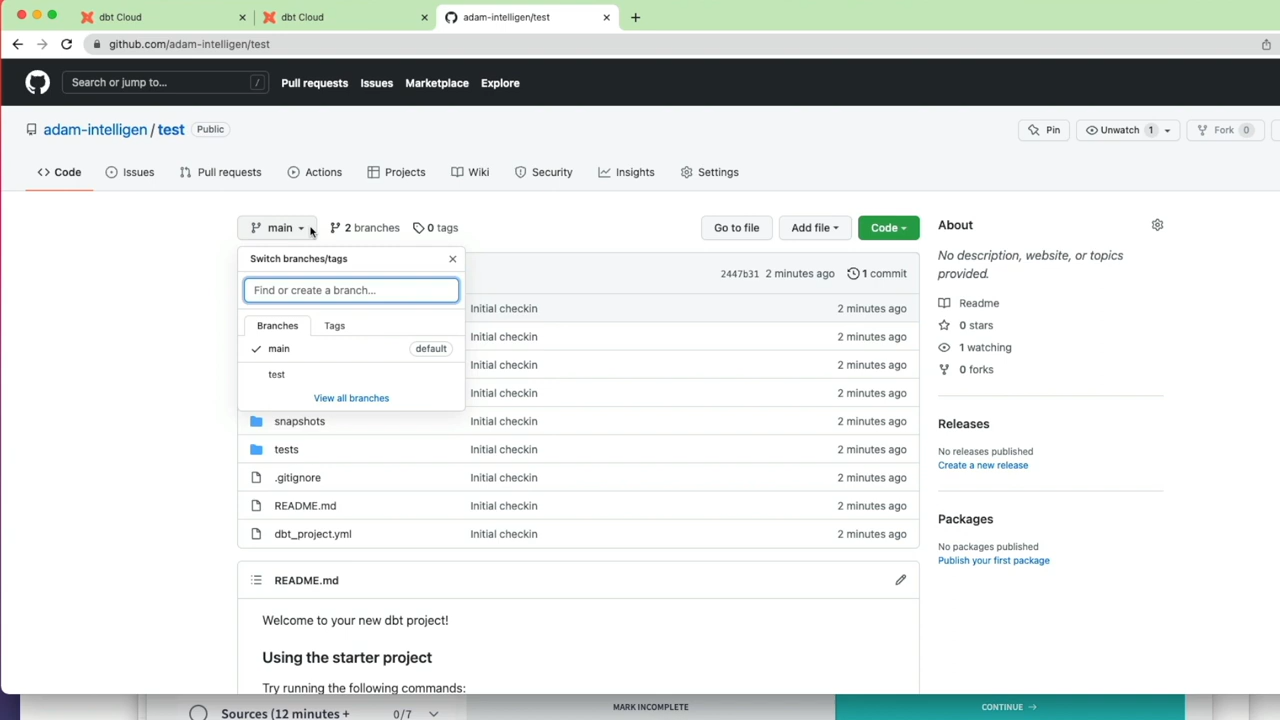 dbt Cloud
dbt Cloud
adam-intelligen/test
github.com/adam-intelligen/test
Search or jump to... /
Pull requests Issues Marketplace Explore
adam-intelligen / test Public
Pin Unwatch 1 Fork 0
Code Issues Pull requests Actions Projects Wiki Security Insights Settings
main 2 branches 0 tags Go to file Add file Code
Switch branches/tags
Find or create a branch...
Branches Tags
main default
test
View all branches
2447b31 2 minutes ago 1 commit
Initial checkin 2 minutes ago
Initial checkin 2 minutes ago
Initial checkin 2 minutes ago
Initial checkin 2 minutes ago
snapshots Initial checkin 2 minutes ago
tests Initial checkin 2 minutes ago
.gitignore Initial checkin 2 minutes ago
README.md Initial checkin 2 minutes ago
dbt_project.yml Initial checkin 2 minutes ago
README.md
Welcome to your new dbt project!
Using the starter project
Try running the following commands:
About
No description, website, or topics
provided.
Readme
0 stars
1 watching
0 forks
Releases
No releases published
Create a new release
Packages
No packages published
Publish your first package
Sources (12 minutes + 0/7
MARK INCOMPLETE
CONTINUE →